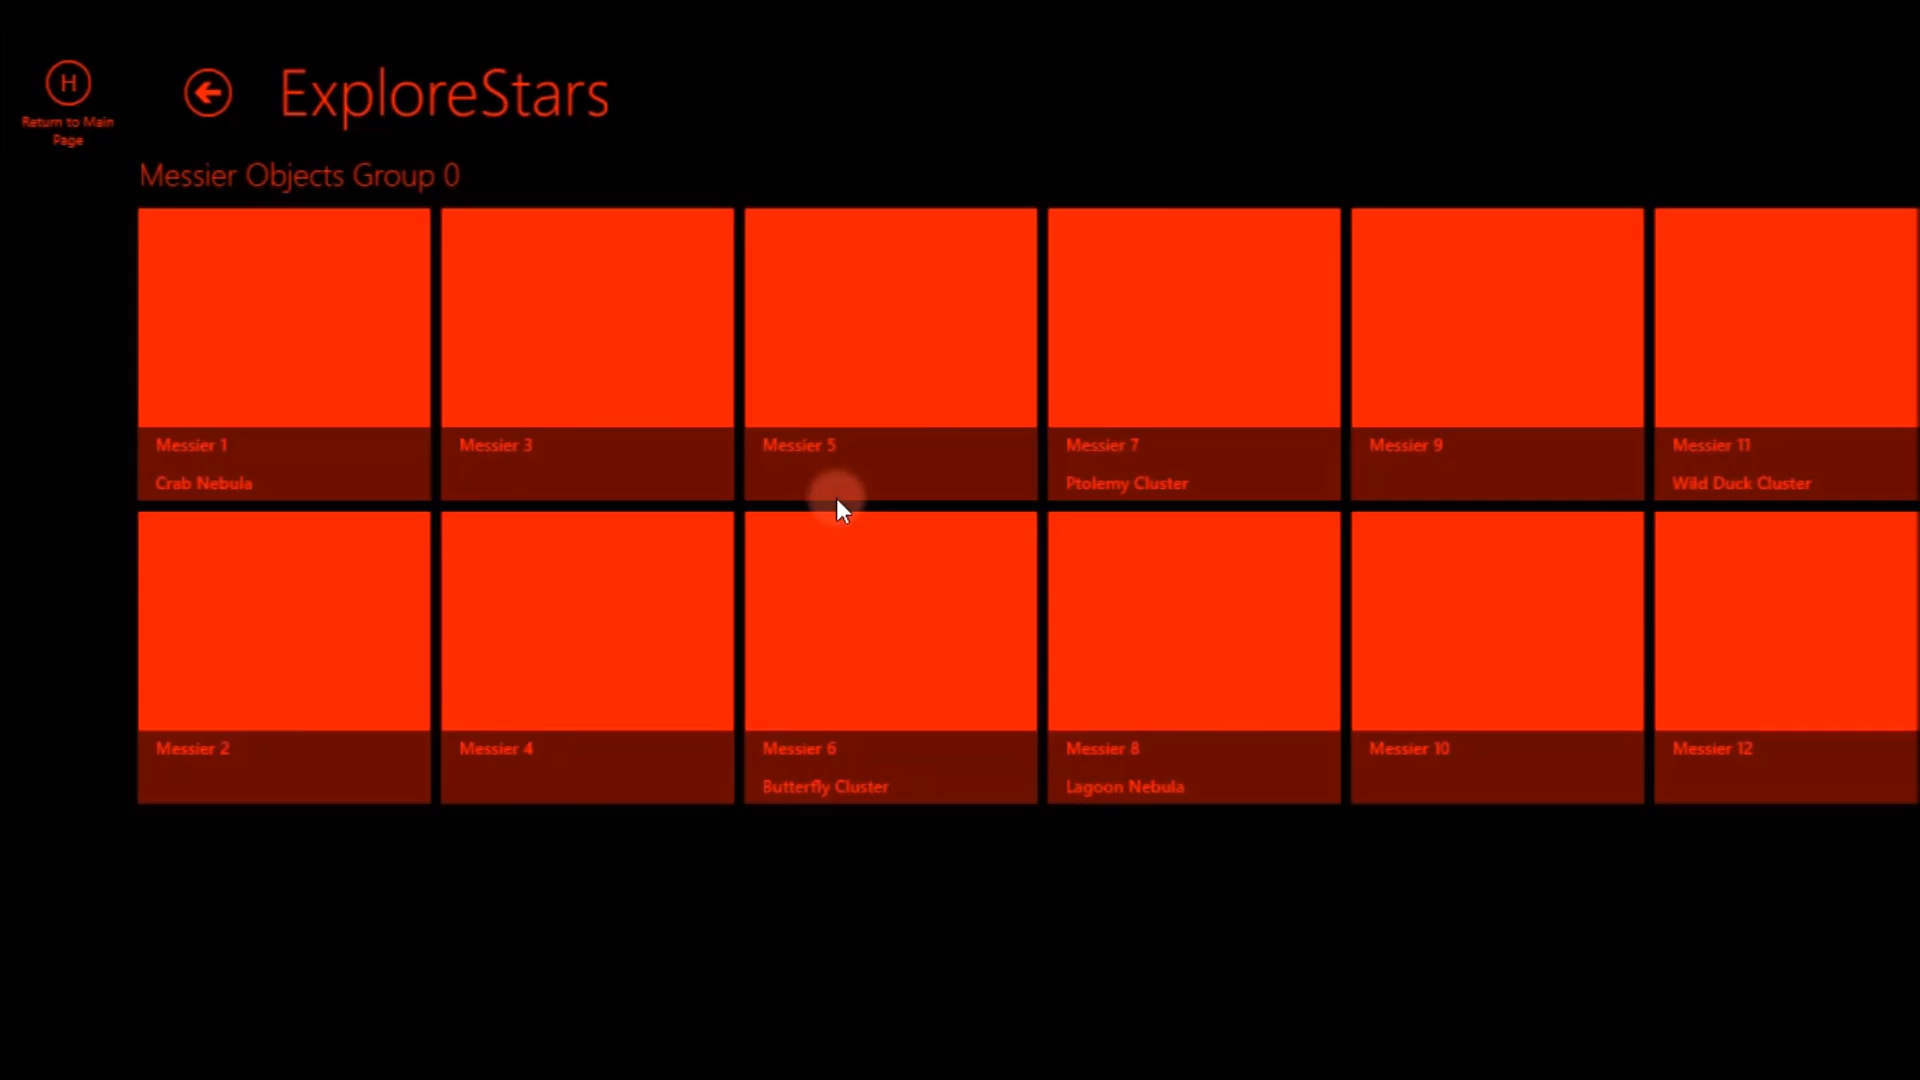 H
Return to Main
Page
ExploreStars
Messier Objects Group 0
Messier 1
Crab Nebula
Messier 3
Messier 5
Messier 7
Ptolemy Cluster
Messier 9
Messier 11
Wild Duck Cluster
Messier 2
Messier 4
Messier 6
Butterfly Cluster
Messier 8
Lagoon Nebula
Messier 10
Messier 12